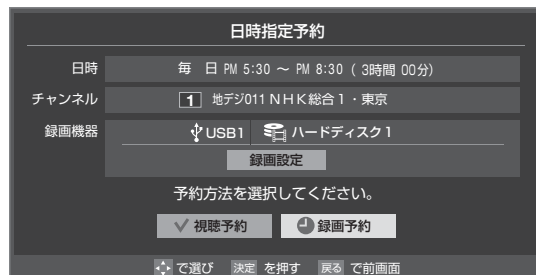 日時指定予約
日時 毎 日 PM 5:30 ～ PM 8:30 ( 3時間 00分)
チャンネル 1 地デジ011 NHK総合1・東京
録画機器 USB1 ハードディスク1
録画設定
予約方法を選択してください。
視聴予約 録画予約
で選び 決定 を押す 戻る で前画面